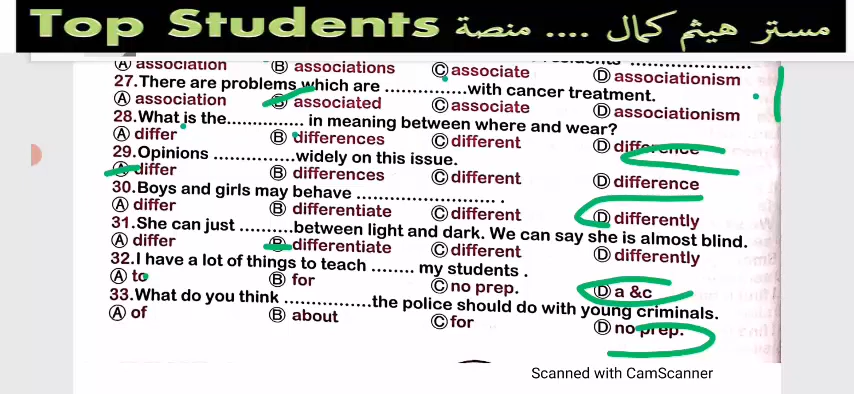 Top Students منصة .... مستر هيثم كمال
Ⓐ association Ⓑ associations Ⓒ associate Ⓓ associationism
27.There are problems which are ...............with cancer treatment.
Ⓐ association Ⓑ associated Ⓒ associate Ⓓ associationism
28.What is the.............. in meaning between where and wear?
Ⓐ differ Ⓑ differences Ⓒ different Ⓓ difference
29.Opinions ...............widely on this issue.
Ⓐ differ Ⓑ differences Ⓒ different Ⓓ difference
30.Boys and girls may behave ........................... .
Ⓐ differ Ⓑ differentiate Ⓒ different Ⓓ differently
31.She can just ..........between light and dark. We can say she is almost blind.
Ⓐ differ Ⓑ differentiate Ⓒ different Ⓓ differently
32.I have a lot of things to teach ........ my students .
Ⓐ to Ⓑ for Ⓒ no prep. Ⓓ a &c
33.What do you think ................the police should do with young criminals.
Ⓐ of Ⓑ about Ⓒ for Ⓓ no prep.
Scanned with CamScanner